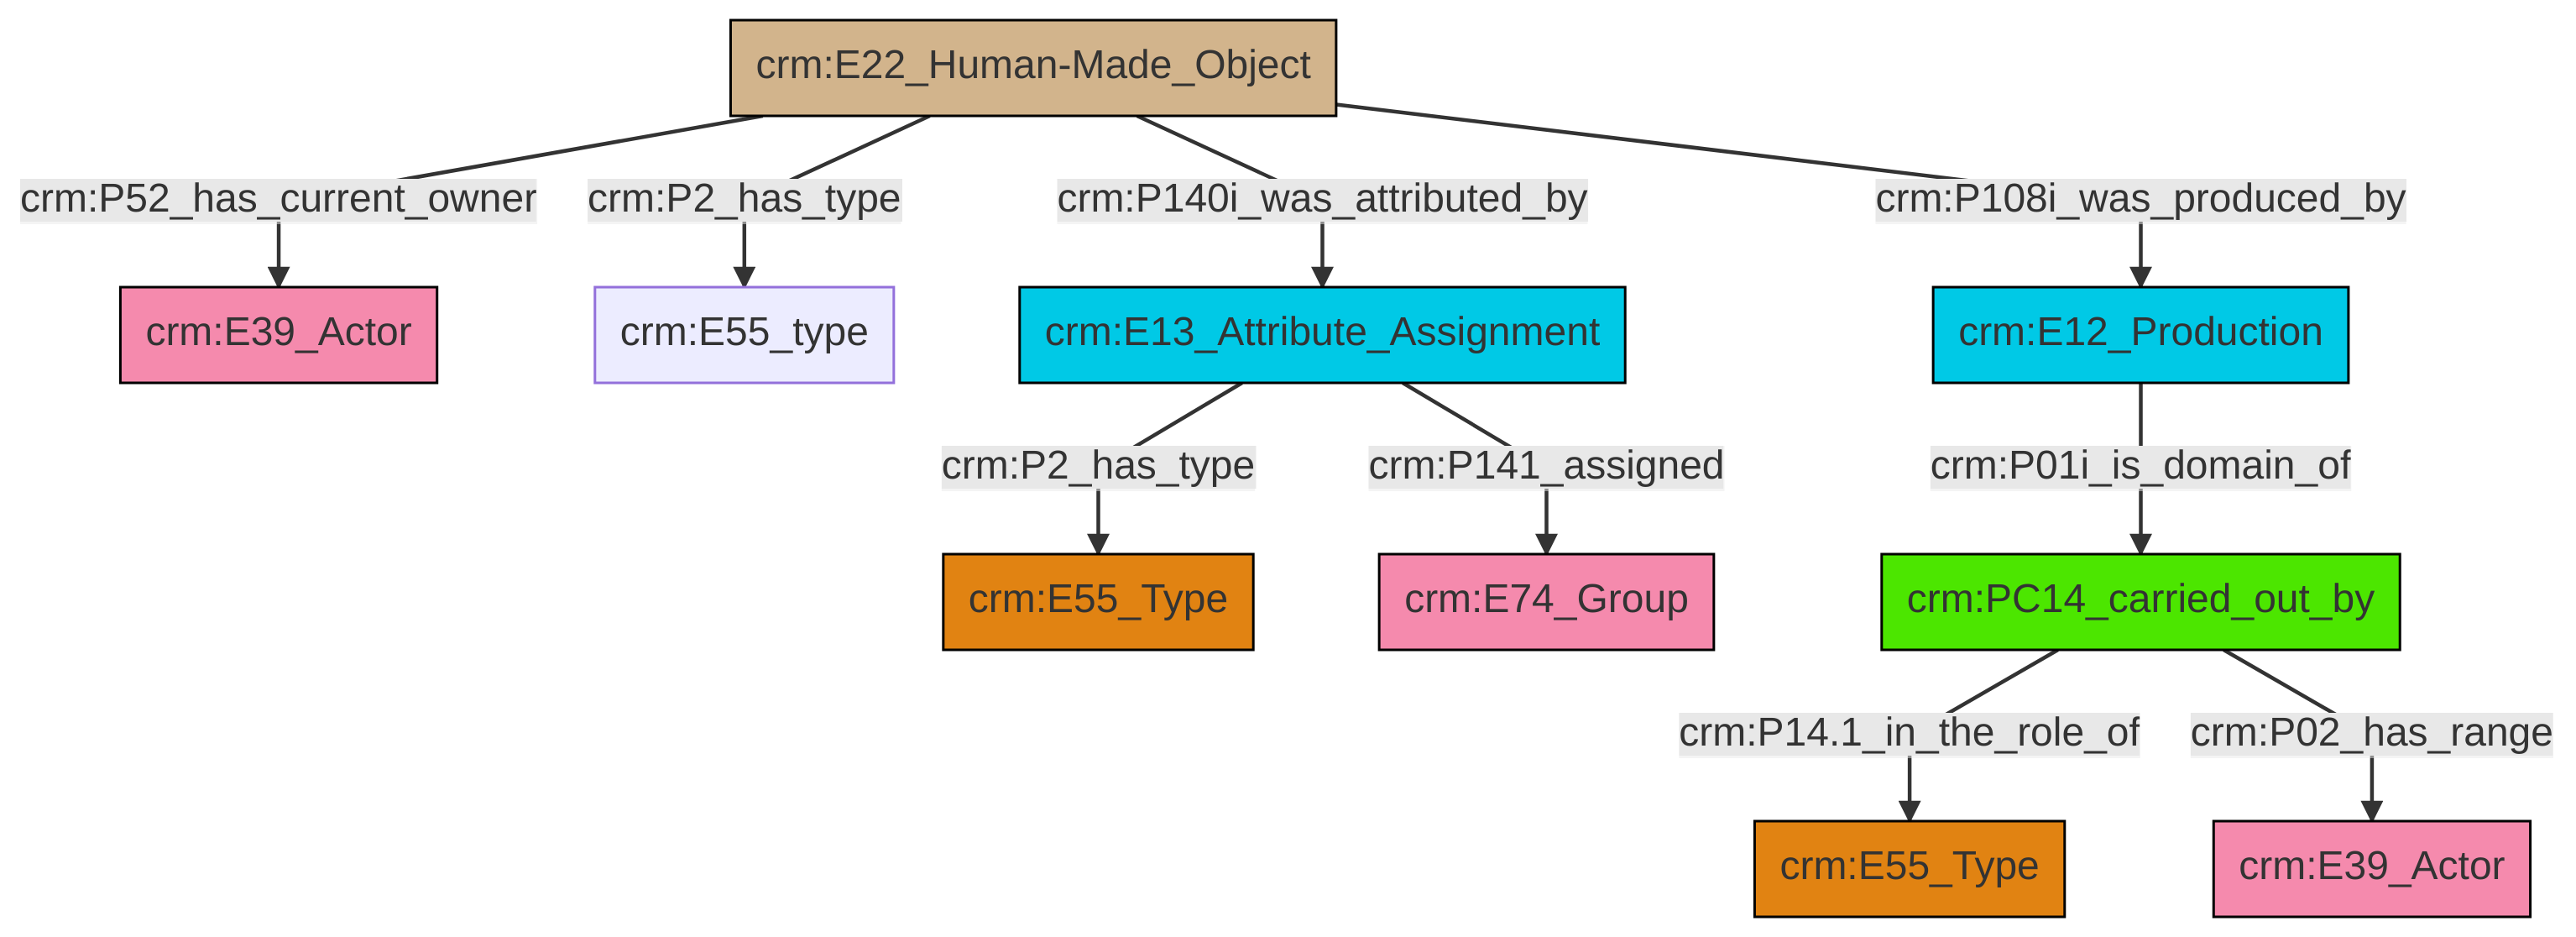 crm:E22_Human-Made_Object
crm:P52_has_current_owner
crm:P2_has_type
crm:P140i_was_attributed_by
crm:P108i_was_produced_by
crm:E39_Actor
crm:E55_type
crm:E13_Attribute_Assignment
crm:E12_Production
crm:P2_has_type
crm:P141_assigned
crm:P01i_is_domain_of
crm:E55_Type
crm:E74_Group
crm:PC14_carried_out_by
crm:P14.1_in_the_role_of
crm:P02_has_range
crm:E55_Type
crm:E39_Actor